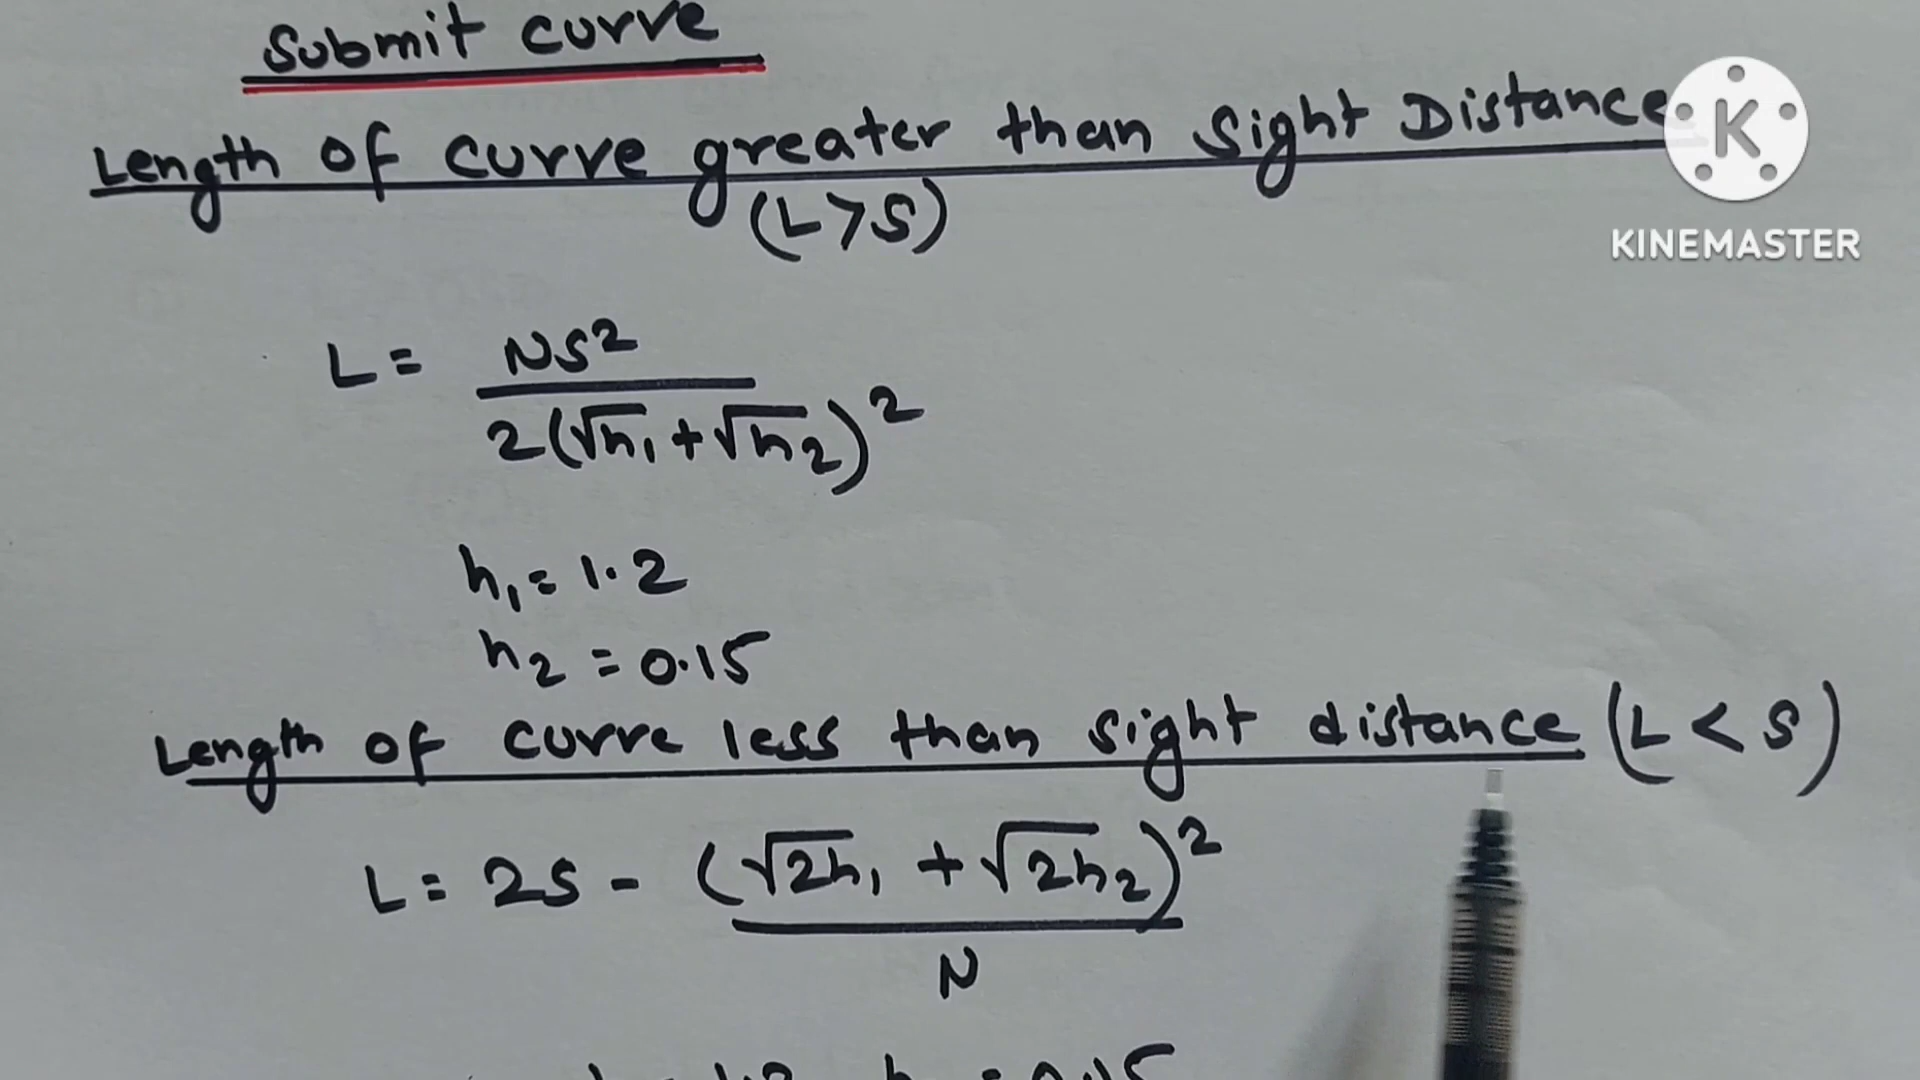 Submit curve
Length of curve greater than Sight Distance
(L>S)
K
KINEMASTER
L= NS²
2(√h₁+√h₂)²
h₁=1.2
h₂=0.15
Length of curve less than sight distance (L < S)
L= 2S - (√2h₁ + √2h₂)²
N